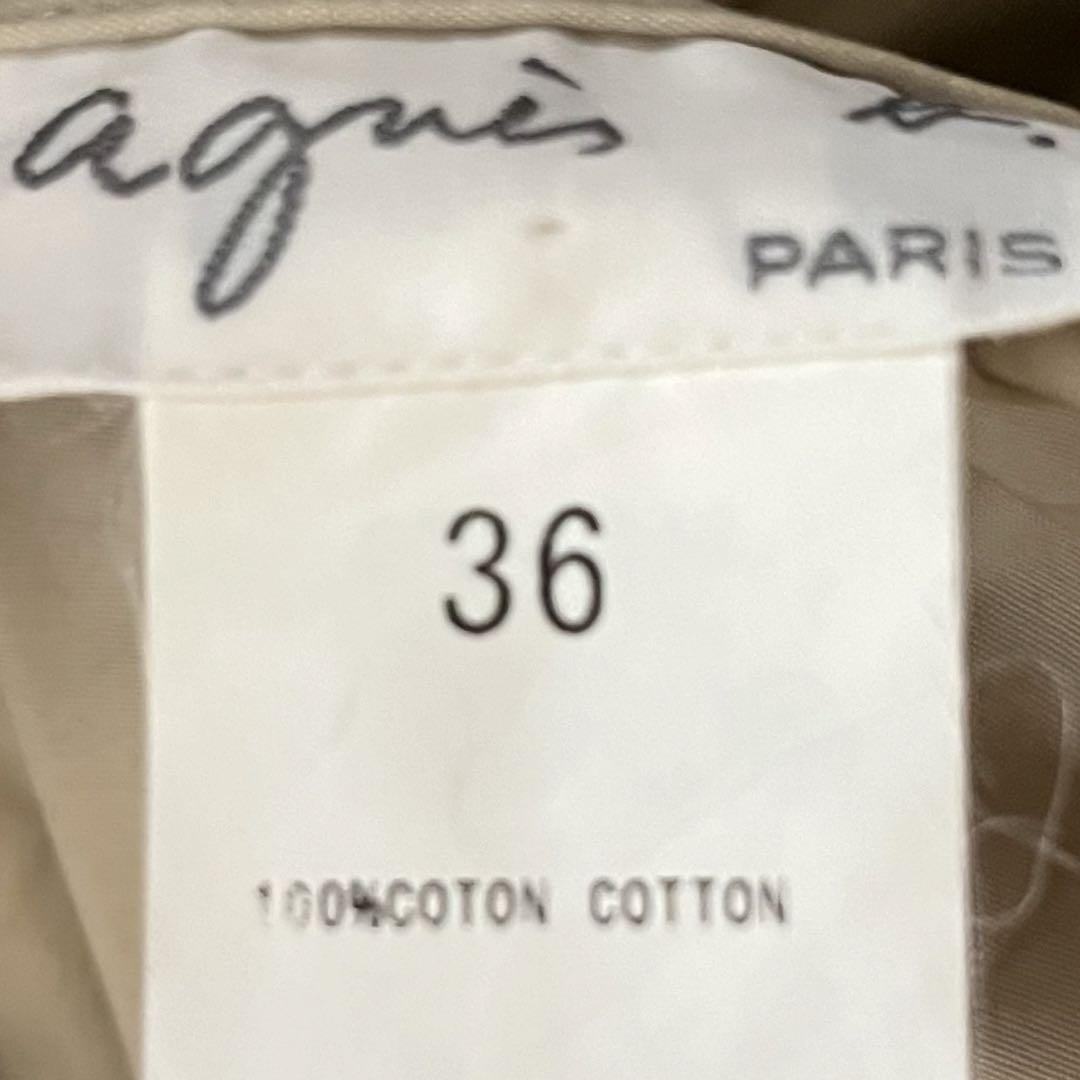 agnès b.
PARIS
36
100%COTON COTTON